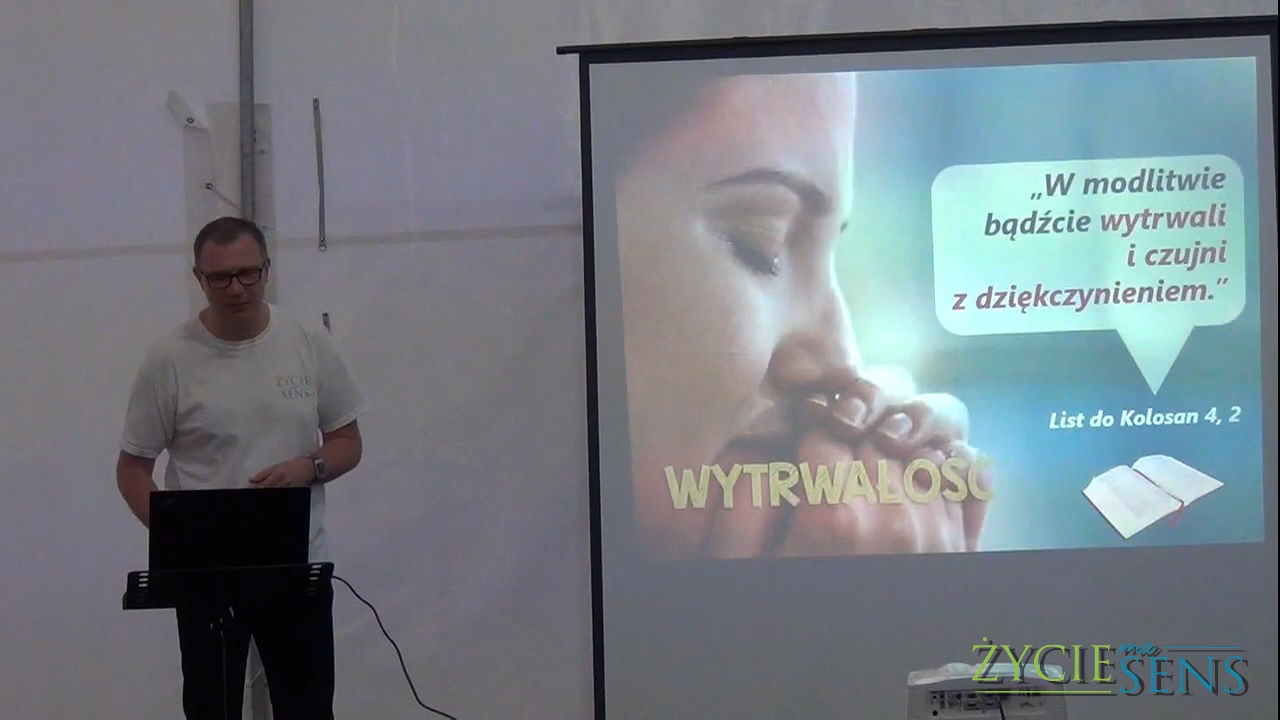 „W modlitwie
bądźcie wytrwali
i czujni
z dziękczynieniem.”
List do Kolosan 4, 2
WYTRWAŁOŚĆ
ŻYCIE
SENS
ŻYCIE ma SENS